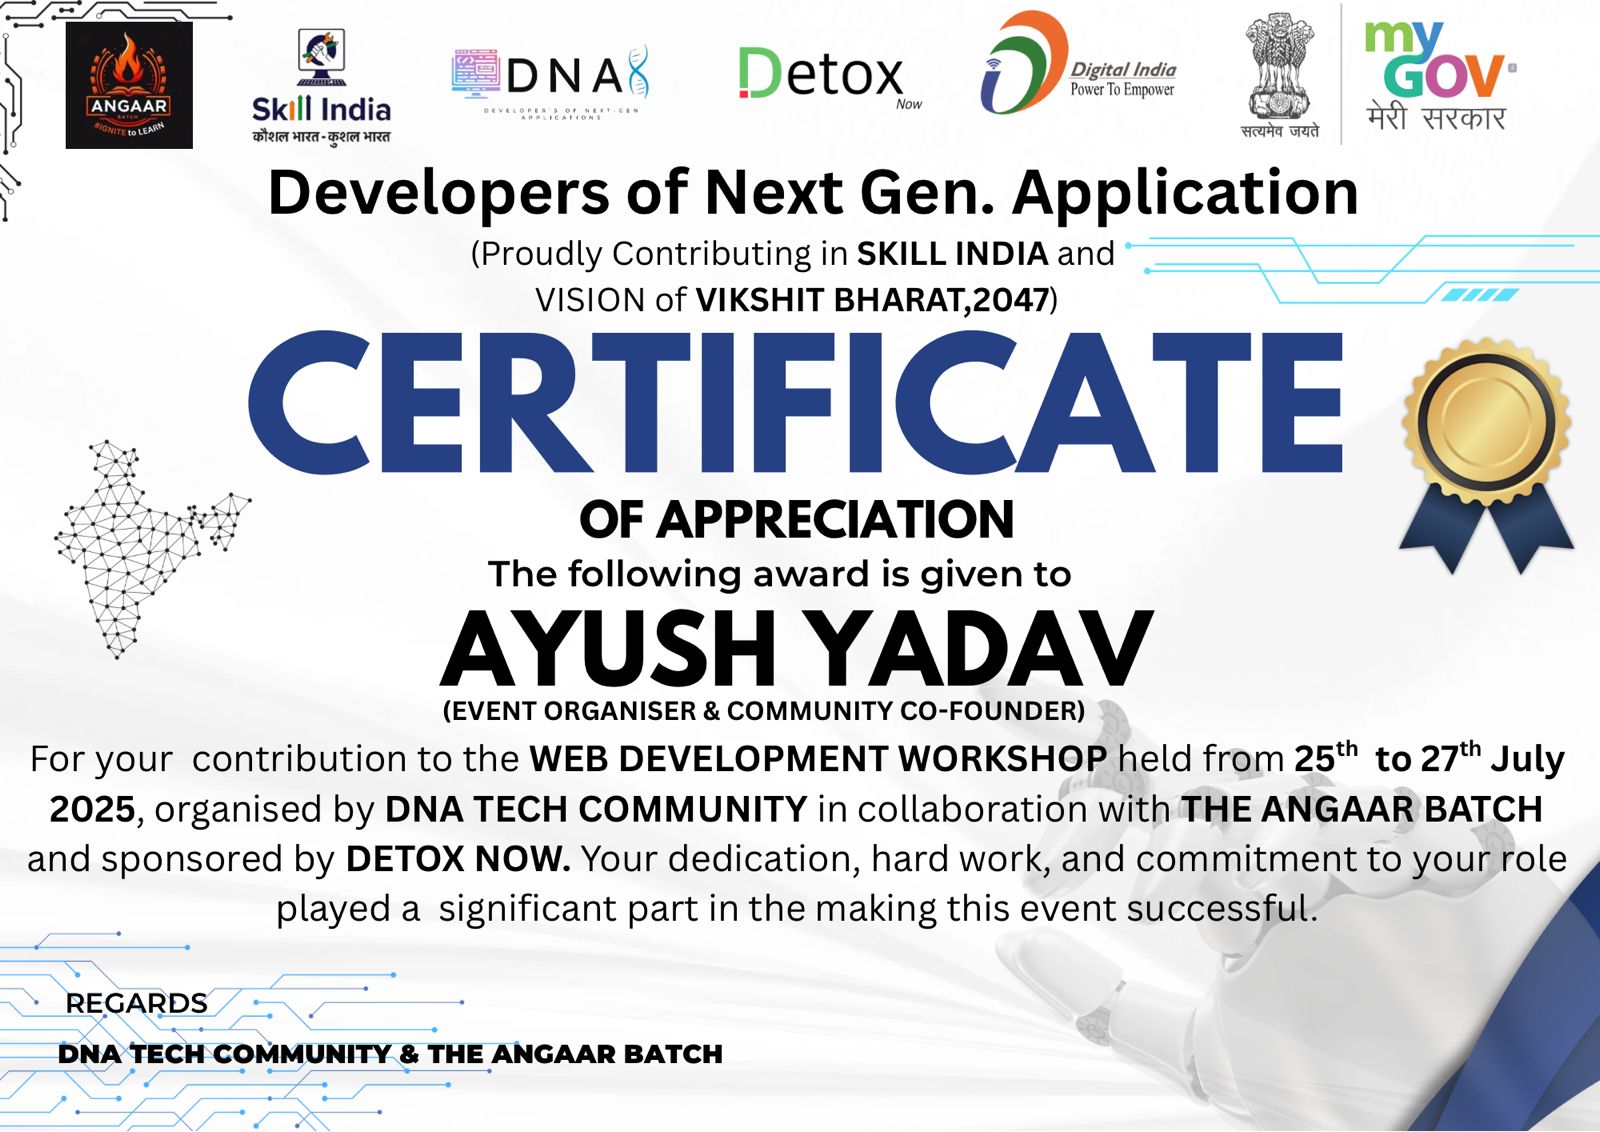 ANGAAR
BATCH
#IGNITE to LEARN
Skill India
कौशल भारत - कुशल भारत
DNA
DEVELOPER'S OF NEXT-GEN
APPLICATIONS
Detox
Now
Digital India
Power To Empower
सत्यमेव जयते
my
GOV
मेरी सरकार
Developers of Next Gen. Application
(Proudly Contributing in SKILL INDIA and
VISION of VIKSHIT BHARAT,2047)
CERTIFICATE
OF APPRECIATION
The following award is given to
AYUSH YADAV
(EVENT ORGANISER & COMMUNITY CO-FOUNDER)
For your contribution to the WEB DEVELOPMENT WORKSHOP held from 25th to 27th July
2025, organised by DNA TECH COMMUNITY in collaboration with THE ANGAAR BATCH
and sponsored by DETOX NOW. Your dedication, hard work, and commitment to your role
played a significant part in the making this event successful.
REGARDS
DNA TECH COMMUNITY & THE ANGAAR BATCH